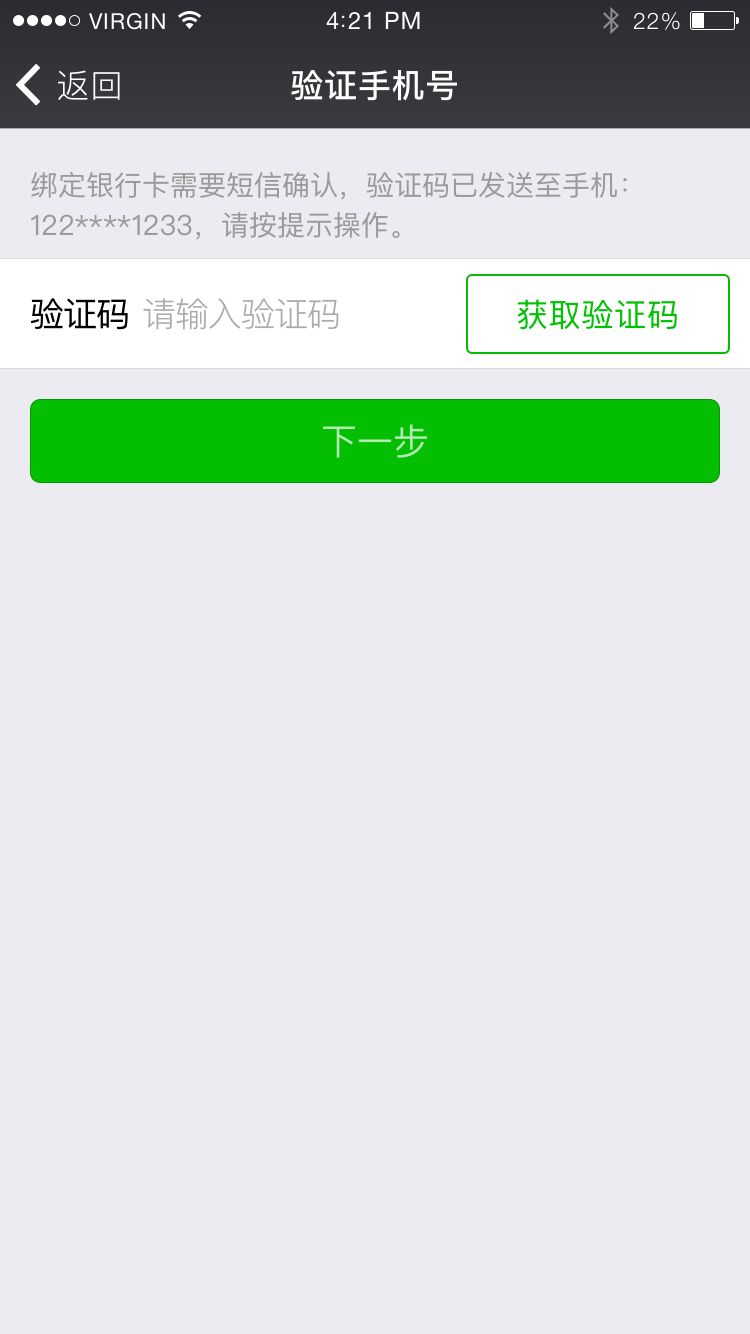 VIRGIN 4:21 PM 22%
返回 验证手机号
绑定银行卡需要短信确认，验证码已发送至手机：
122****1233，请按提示操作。
验证码 请输入验证码 获取验证码
下一步